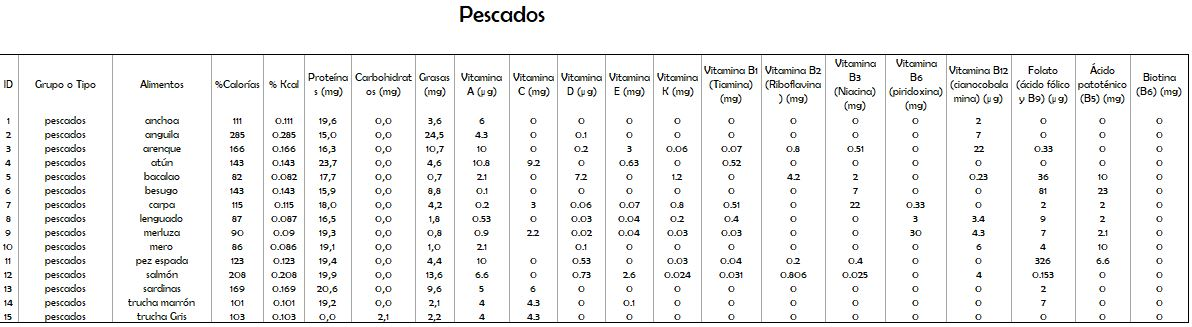 Pescados
ID
Grupo o Tipo
Alimentos
%Calorías
% Kcal
Proteína
s (mg)
Carbohidrat
os (mg)
Grasas
(mg)
Vitamina
A (µg)
Vitamina
C (mg)
Vitamina
D (µg)
Vitamina
E (mg)
Vitamina
K (mg)
Vitamina B1
(Tiamina)
(mg)
Vitamina B2
(Riboflavina
) (mg)
Vitamina
B3
(Niacina)
(mg)
Vitamina
B6
(piridoxina)
(mg)
Vitamina B12
(cianocobala
mina) (µg)
Folato
(ácido fólico
y B9) (µg)
Ácido
patoténico
(B5) (mg)
Biotina
(B6) (mg)
1 pescados anchoa 111 0.111 19,6 0,0 3,6 6 0 0 0 0 0 0 0 0 2 0 0 0
2 pescados anguila 285 0.285 15,0 0,0 24,5 4.3 0 0.1 0 0 0 0 0 0 7 0 0 0
3 pescados arenque 166 0.166 16,3 0,0 10,7 10 0 0.2 3 0.06 0.07 0.8 0.51 0 22 0.33 0 0
4 pescados atún 143 0.143 23,7 0,0 4,6 10.8 9.2 0 0.63 0 0.52 0 0 0 0 0 0 0
5 pescados bacalao 82 0.082 17,7 0,0 0,7 2.1 0 7.2 0 1.2 0 4.2 2 0 0.23 36 10 0
6 pescados besugo 143 0.143 15,9 0,0 8,8 0.1 0 0 0 0 0 0 7 0 0 81 23 0
7 pescados carpa 115 0.115 18,0 0,0 4,2 0.2 3 0.06 0.07 0.8 0.51 0 22 0.33 0 2 2 0
8 pescados lenguado 87 0.087 16,5 0,0 1,8 0.53 0 0.03 0.04 0.2 0.4 0 0 3 3.4 9 2 0
9 pescados merluza 90 0.09 19,3 0,0 0,8 0.9 2.2 0.02 0.04 0.03 0.03 0 0 30 4.3 7 2.1 0
10 pescados mero 86 0.086 19,1 0,0 1,0 2.1 0.1 0 0 0 0 0 0 6 4 10 0
11 pescados pez espada 123 0.123 19,4 0,0 4,4 10 0 0.53 0 0.03 0.04 0.2 0.4 0 0 326 6.6 0
12 pescados salmón 208 0.208 19,9 0,0 13,6 6.6 0 0.73 2.6 0.024 0.031 0.806 0.025 0 4 0.153 0 0
13 pescados sardinas 169 0.169 20,6 0,0 9,6 5 6 0 0 0 0 0 0 0 0 2 0 0
14 pescados trucha marrón 101 0.101 19,2 0,0 2,1 4 4.3 0 0.1 0 0 0 0 0 0 7 0 0
15 pescados trucha Gris 103 0.103 0,0 2,1 2,2 4 4.3 0 0 0 0 0 0 0 0 0 0 0